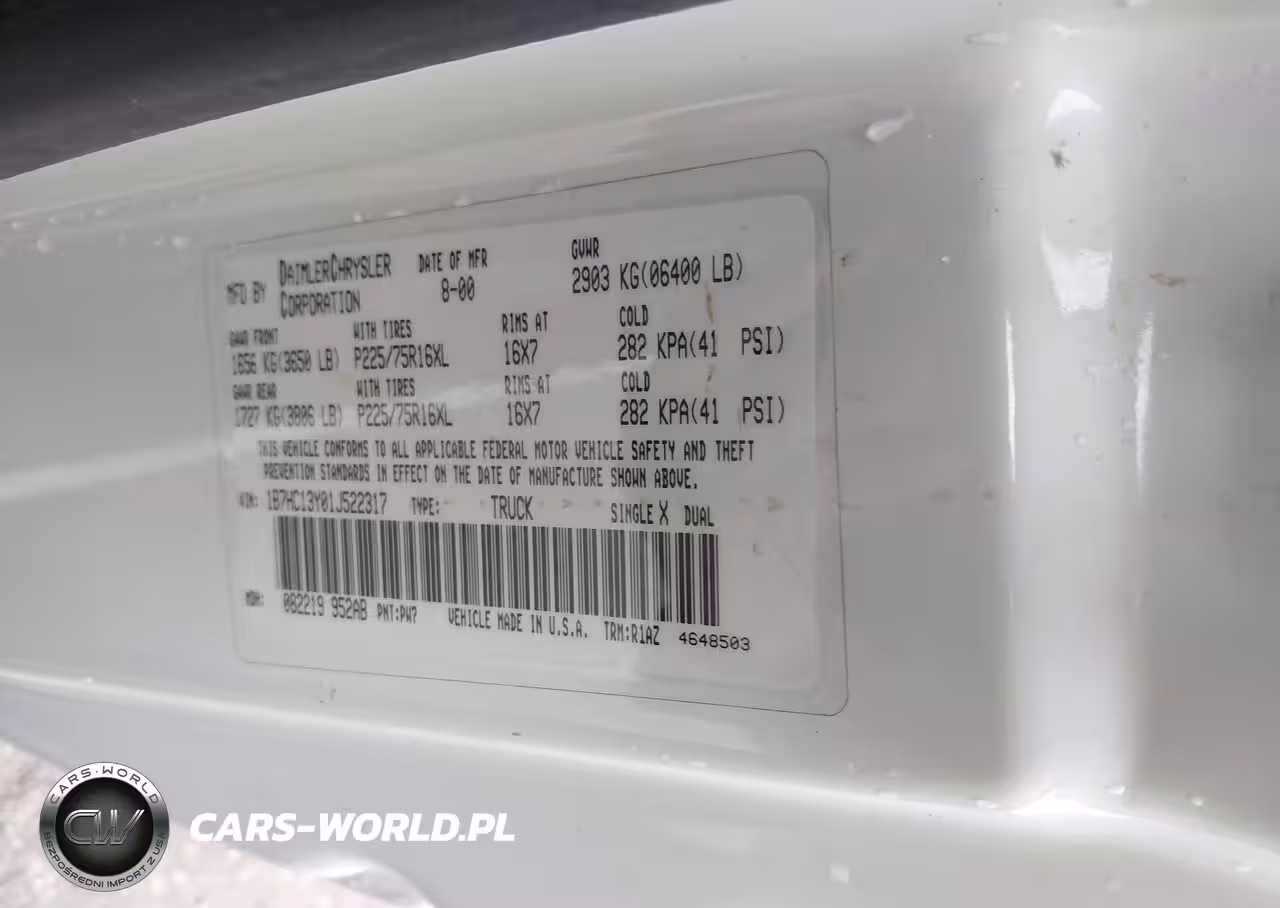 MFD BY DAIMLERCHRYSLER CORPORATION DATE OF MFR 8-00 GVWR 2903 KG(06400 LB)
GAWR FRONT WITH TIRES RIMS AT COLD
1656 KG(3650 LB) P225/75R16XL 16X7 282 KPA(41 PSI)
GAWR REAR WITH TIRES RIMS AT COLD
1727 KG(3806 LB) P225/75R16XL 16X7 282 KPA(41 PSI)
THIS VEHICLE CONFORMS TO ALL APPLICABLE FEDERAL MOTOR VEHICLE SAFETY AND THEFT
PREVENTION STANDARDS IN EFFECT ON THE DATE OF MANUFACTURE SHOWN ABOVE.
VIN: 1B7HC13Y01J522317 TYPE: TRUCK SINGLE X DUAL
MDH: 082219 952AB PNT:PW7 VEHICLE MADE IN U.S.A. TRM:R1AZ 4648503
CARS-WORLD
CW
BEZPOŚREDNI IMPORT Z USA
CARS-WORLD.PL